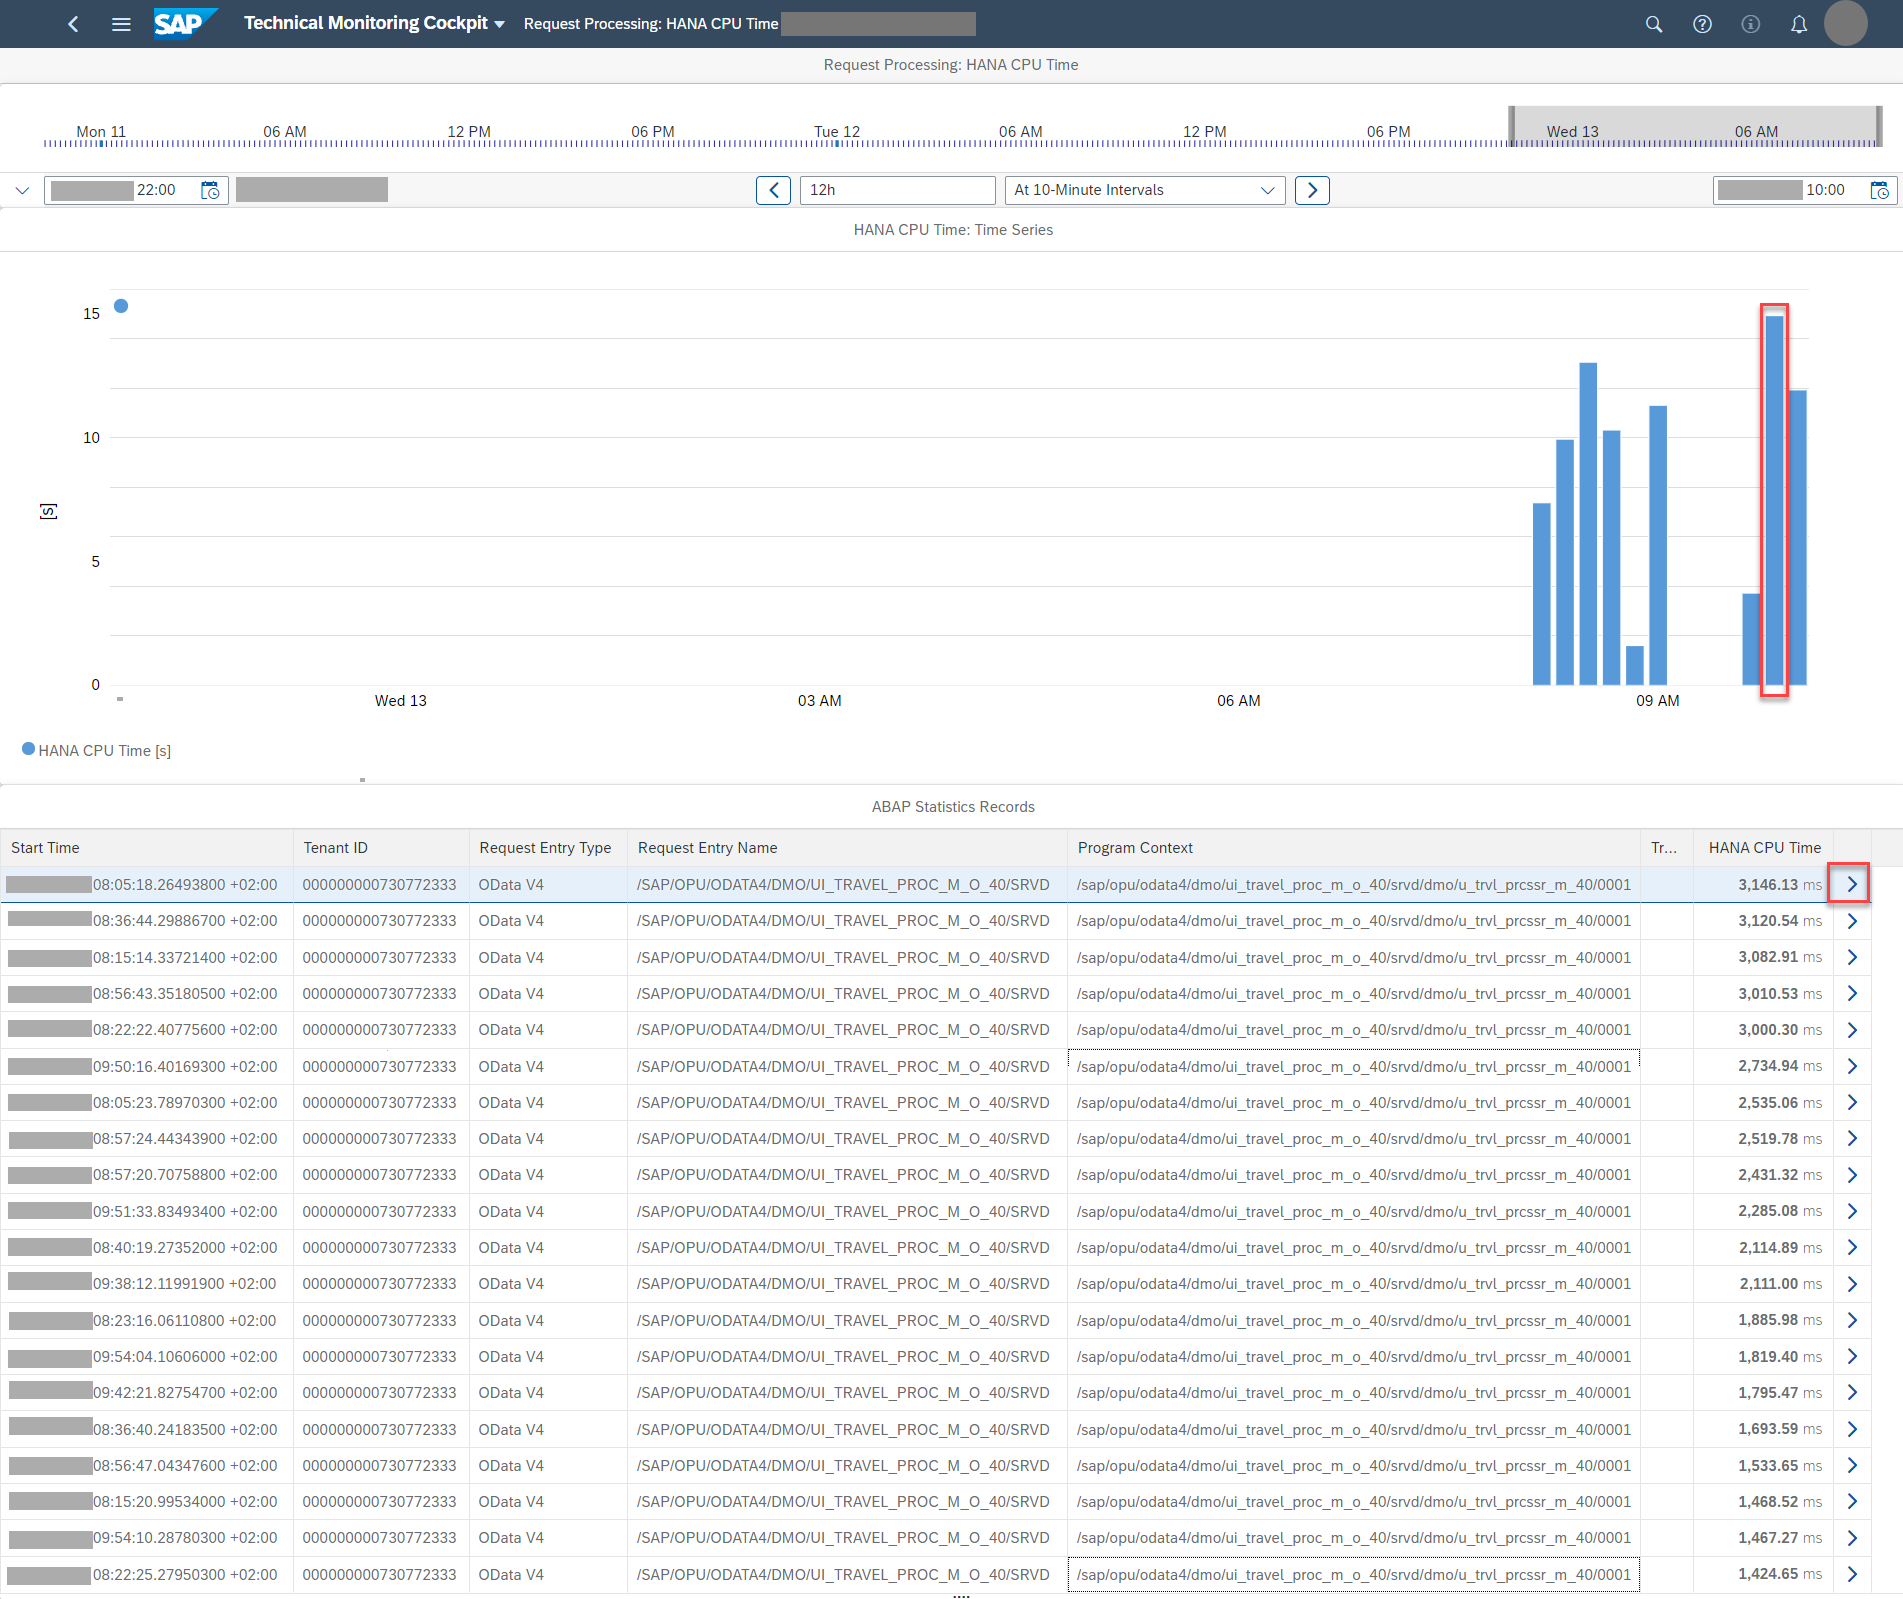 SAP Technical Monitoring Cockpit Request Processing: HANA CPU Time
Request Processing: HANA CPU Time
Mon 11 06 AM 12 PM 06 PM Tue 12 06 AM 12 PM 06 PM Wed 13 06 AM
22:00 12h At 10-Minute Intervals 10:00
HANA CPU Time: Time Series
15
10
[s]
5
0
Wed 13 03 AM 06 AM 09 AM
HANA CPU Time [s]
ABAP Statistics Records
Start Time Tenant ID Request Entry Type Request Entry Name Program Context Tr... HANA CPU Time
08:05:18.26493800 +02:00 000000000730772333 OData V4 /SAP/OPU/ODATA4/DMO/UI_TRAVEL_PROC_M_O_40/SRVD /sap/opu/odata4/dmo/ui_travel_proc_m_o_40/srvd/dmo/u_trvl_prcssr_m_40/0001 3,146.13 ms
08:36:44.29886700 +02:00 000000000730772333 OData V4 /SAP/OPU/ODATA4/DMO/UI_TRAVEL_PROC_M_O_40/SRVD /sap/opu/odata4/dmo/ui_travel_proc_m_o_40/srvd/dmo/u_trvl_prcssr_m_40/0001 3,120.54 ms
08:15:14.33721400 +02:00 000000000730772333 OData V4 /SAP/OPU/ODATA4/DMO/UI_TRAVEL_PROC_M_O_40/SRVD /sap/opu/odata4/dmo/ui_travel_proc_m_o_40/srvd/dmo/u_trvl_prcssr_m_40/0001 3,082.91 ms
08:56:43.35180500 +02:00 000000000730772333 OData V4 /SAP/OPU/ODATA4/DMO/UI_TRAVEL_PROC_M_O_40/SRVD /sap/opu/odata4/dmo/ui_travel_proc_m_o_40/srvd/dmo/u_trvl_prcssr_m_40/0001 3,010.53 ms
08:22:22.40775600 +02:00 000000000730772333 OData V4 /SAP/OPU/ODATA4/DMO/UI_TRAVEL_PROC_M_O_40/SRVD /sap/opu/odata4/dmo/ui_travel_proc_m_o_40/srvd/dmo/u_trvl_prcssr_m_40/0001 3,000.30 ms
09:50:16.40169300 +02:00 000000000730772333 OData V4 /SAP/OPU/ODATA4/DMO/UI_TRAVEL_PROC_M_O_40/SRVD /sap/opu/odata4/dmo/ui_travel_proc_m_o_40/srvd/dmo/u_trvl_prcssr_m_40/0001 2,734.94 ms
08:05:23.78970300 +02:00 000000000730772333 OData V4 /SAP/OPU/ODATA4/DMO/UI_TRAVEL_PROC_M_O_40/SRVD /sap/opu/odata4/dmo/ui_travel_proc_m_o_40/srvd/dmo/u_trvl_prcssr_m_40/0001 2,535.06 ms
08:57:24.44343900 +02:00 000000000730772333 OData V4 /SAP/OPU/ODATA4/DMO/UI_TRAVEL_PROC_M_O_40/SRVD /sap/opu/odata4/dmo/ui_travel_proc_m_o_40/srvd/dmo/u_trvl_prcssr_m_40/0001 2,519.78 ms
08:57:20.70758800 +02:00 000000000730772333 OData V4 /SAP/OPU/ODATA4/DMO/UI_TRAVEL_PROC_M_O_40/SRVD /sap/opu/odata4/dmo/ui_travel_proc_m_o_40/srvd/dmo/u_trvl_prcssr_m_40/0001 2,431.32 ms
09:51:33.83493400 +02:00 000000000730772333 OData V4 /SAP/OPU/ODATA4/DMO/UI_TRAVEL_PROC_M_O_40/SRVD /sap/opu/odata4/dmo/ui_travel_proc_m_o_40/srvd/dmo/u_trvl_prcssr_m_40/0001 2,285.08 ms
08:40:19.27352000 +02:00 000000000730772333 OData V4 /SAP/OPU/ODATA4/DMO/UI_TRAVEL_PROC_M_O_40/SRVD /sap/opu/odata4/dmo/ui_travel_proc_m_o_40/srvd/dmo/u_trvl_prcssr_m_40/0001 2,114.89 ms
09:38:12.11991900 +02:00 000000000730772333 OData V4 /SAP/OPU/ODATA4/DMO/UI_TRAVEL_PROC_M_O_40/SRVD /sap/opu/odata4/dmo/ui_travel_proc_m_o_40/srvd/dmo/u_trvl_prcssr_m_40/0001 2,111.00 ms
08:23:16.06110800 +02:00 000000000730772333 OData V4 /SAP/OPU/ODATA4/DMO/UI_TRAVEL_PROC_M_O_40/SRVD /sap/opu/odata4/dmo/ui_travel_proc_m_o_40/srvd/dmo/u_trvl_prcssr_m_40/0001 1,885.98 ms
09:54:04.10606000 +02:00 000000000730772333 OData V4 /SAP/OPU/ODATA4/DMO/UI_TRAVEL_PROC_M_O_40/SRVD /sap/opu/odata4/dmo/ui_travel_proc_m_o_40/srvd/dmo/u_trvl_prcssr_m_40/0001 1,819.40 ms
09:42:21.82754700 +02:00 000000000730772333 OData V4 /SAP/OPU/ODATA4/DMO/UI_TRAVEL_PROC_M_O_40/SRVD /sap/opu/odata4/dmo/ui_travel_proc_m_o_40/srvd/dmo/u_trvl_prcssr_m_40/0001 1,795.47 ms
08:36:40.24183500 +02:00 000000000730772333 OData V4 /SAP/OPU/ODATA4/DMO/UI_TRAVEL_PROC_M_O_40/SRVD /sap/opu/odata4/dmo/ui_travel_proc_m_o_40/srvd/dmo/u_trvl_prcssr_m_40/0001 1,693.59 ms
08:56:47.04347600 +02:00 000000000730772333 OData V4 /SAP/OPU/ODATA4/DMO/UI_TRAVEL_PROC_M_O_40/SRVD /sap/opu/odata4/dmo/ui_travel_proc_m_o_40/srvd/dmo/u_trvl_prcssr_m_40/0001 1,533.65 ms
08:15:20.99534000 +02:00 000000000730772333 OData V4 /SAP/OPU/ODATA4/DMO/UI_TRAVEL_PROC_M_O_40/SRVD /sap/opu/odata4/dmo/ui_travel_proc_m_o_40/srvd/dmo/u_trvl_prcssr_m_40/0001 1,468.52 ms
09:54:10.28780300 +02:00 000000000730772333 OData V4 /SAP/OPU/ODATA4/DMO/UI_TRAVEL_PROC_M_O_40/SRVD /sap/opu/odata4/dmo/ui_travel_proc_m_o_40/srvd/dmo/u_trvl_prcssr_m_40/0001 1,467.27 ms
08:22:25.27950300 +02:00 000000000730772333 OData V4 /SAP/OPU/ODATA4/DMO/UI_TRAVEL_PROC_M_O_40/SRVD /sap/opu/odata4/dmo/ui_travel_proc_m_o_40/srvd/dmo/u_trvl_prcssr_m_40/0001 1,424.65 ms